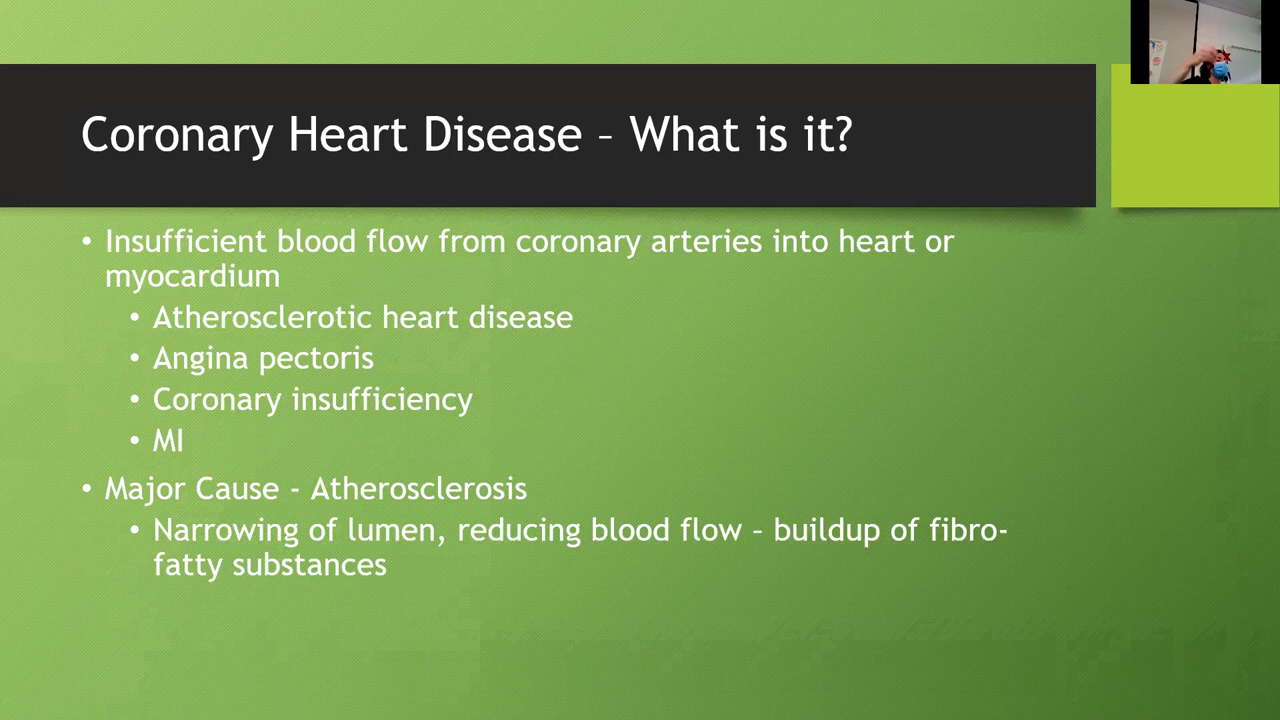 Coronary Heart Disease – What is it?
• Insufficient blood flow from coronary arteries into heart or
myocardium
• Atherosclerotic heart disease
• Angina pectoris
• Coronary insufficiency
• MI
• Major Cause - Atherosclerosis
• Narrowing of lumen, reducing blood flow – buildup of fibro-
fatty substances